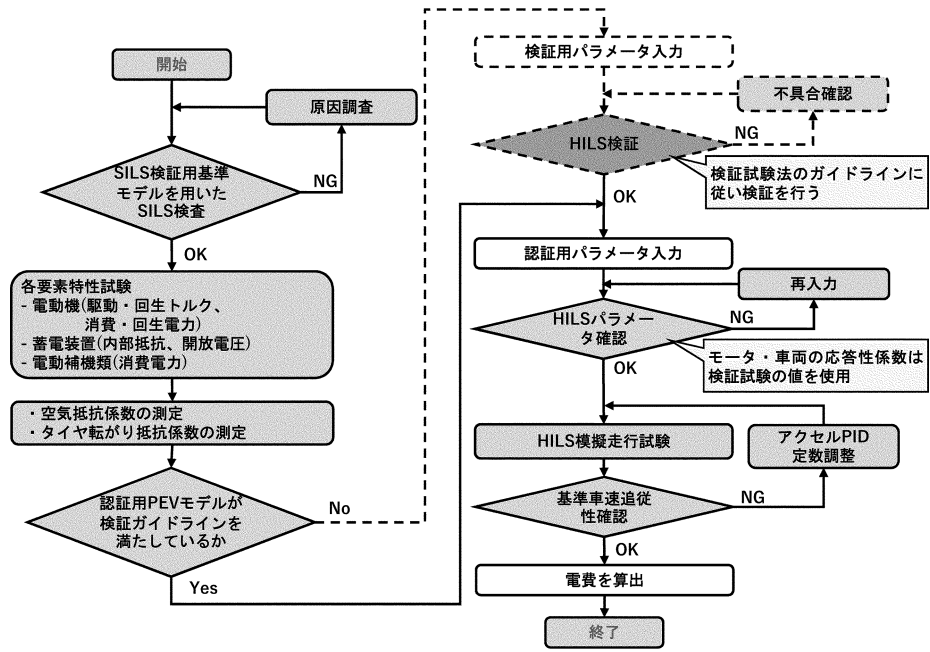 開始
原因調査
SILS検証用基準
モデルを用いた
SILS検査
NG
OK
各要素特性試験
- 電動機(駆動・回生トルク、
消費・回生電力)
- 蓄電装置(内部抵抗、開放電圧)
- 電動補機類(消費電力)
・空気抵抗係数の測定
・タイヤ転がり抵抗係数の測定
認証用PEVモデルが
検証ガイドラインを
満たしているか
No
Yes
検証用パラメータ入力
不具合確認
HILS検証
NG
検証試験法のガイドラインに
従い検証を行う
OK
認証用パラメータ入力
再入力
HILSパラメー
タ確認
NG
モータ・車両の応答性係数は
検証試験の値を使用
OK
HILS模擬走行試験
アクセルPID
定数調整
基準車速追従
性確認
NG
OK
電費を算出
終了